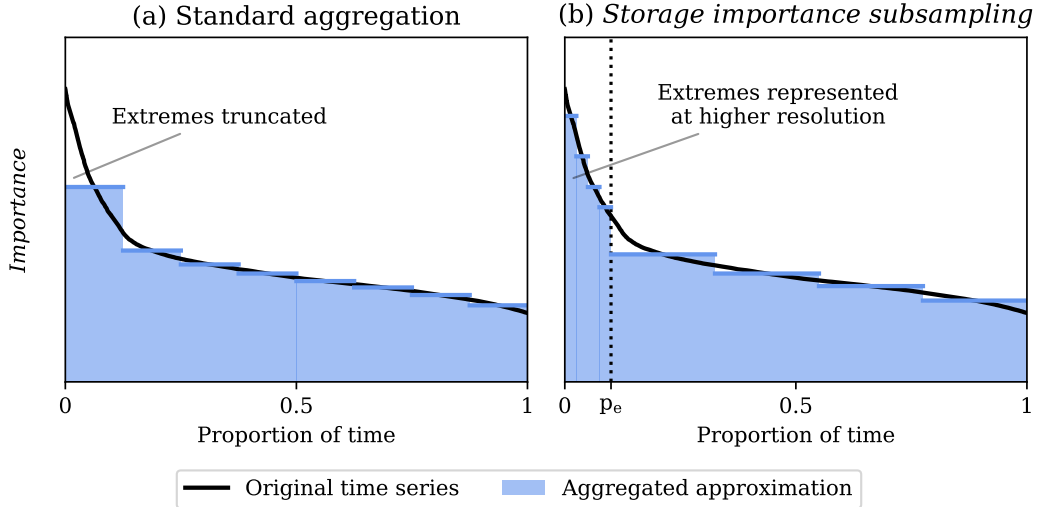 (a) Standard aggregation
(b) Storage importance subsampling
Importance
Extremes truncated
0
0.5
1
Proportion of time
Extremes represented
at higher resolution
0
pₑ
0.5
1
Proportion of time
Original time series
Aggregated approximation